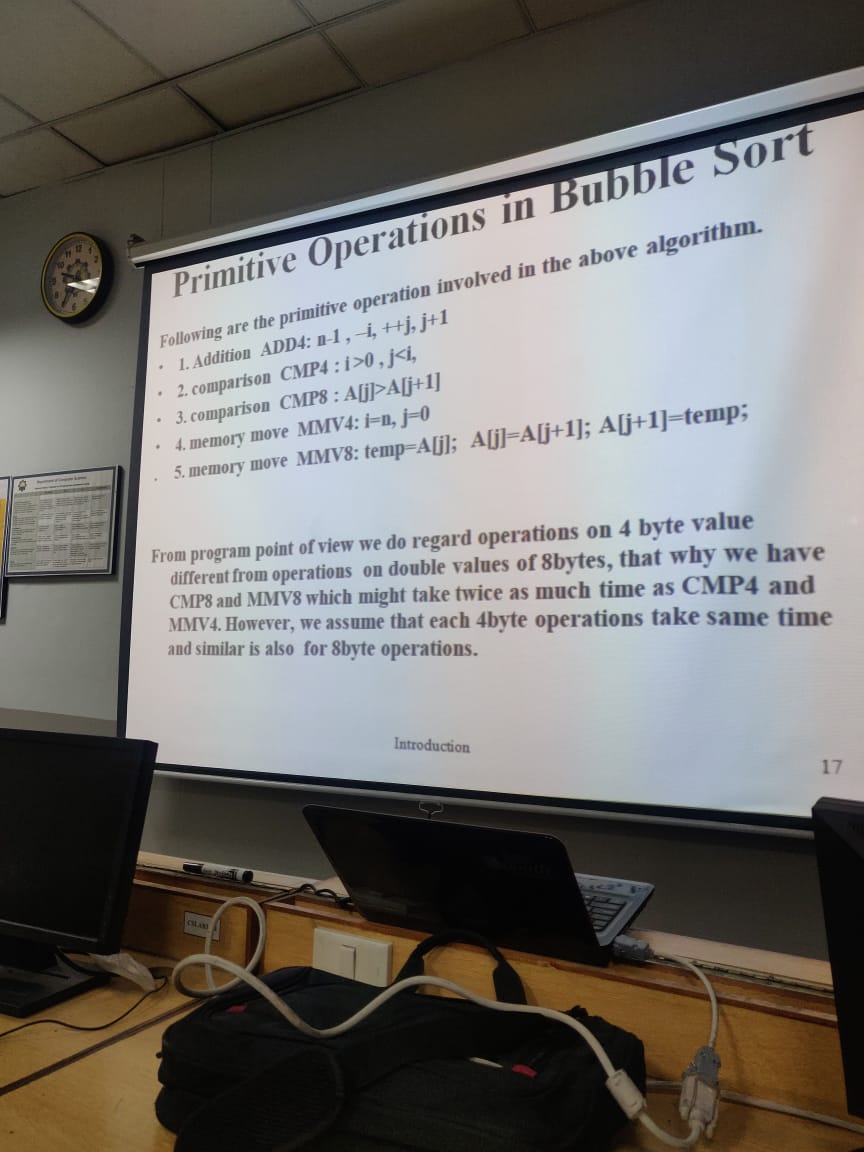 Primitive Operations in Bubble Sort
Following are the primitive operation involved in the above algorithm.
• 1. Addition ADD4: n-1 , –i, ++j, j+1
• 2. comparison CMP4 : i >0 , j<i,
• 3. comparison CMP8 : A[j]>A[j+1]
• 4. memory move MMV4: i=n, j=0
• 5. memory move MMV8: temp=A[j]; A[j]=A[j+1]; A[j+1]=temp;
From program point of view we do regard operations on 4 byte value
different from operations on double values of 8bytes, that why we have
CMP8 and MMV8 which might take twice as much time as CMP4 and
MMV4. However, we assume that each 4byte operations take same time
and similar is also for 8byte operations.
Introduction
17
Department of Computer Science